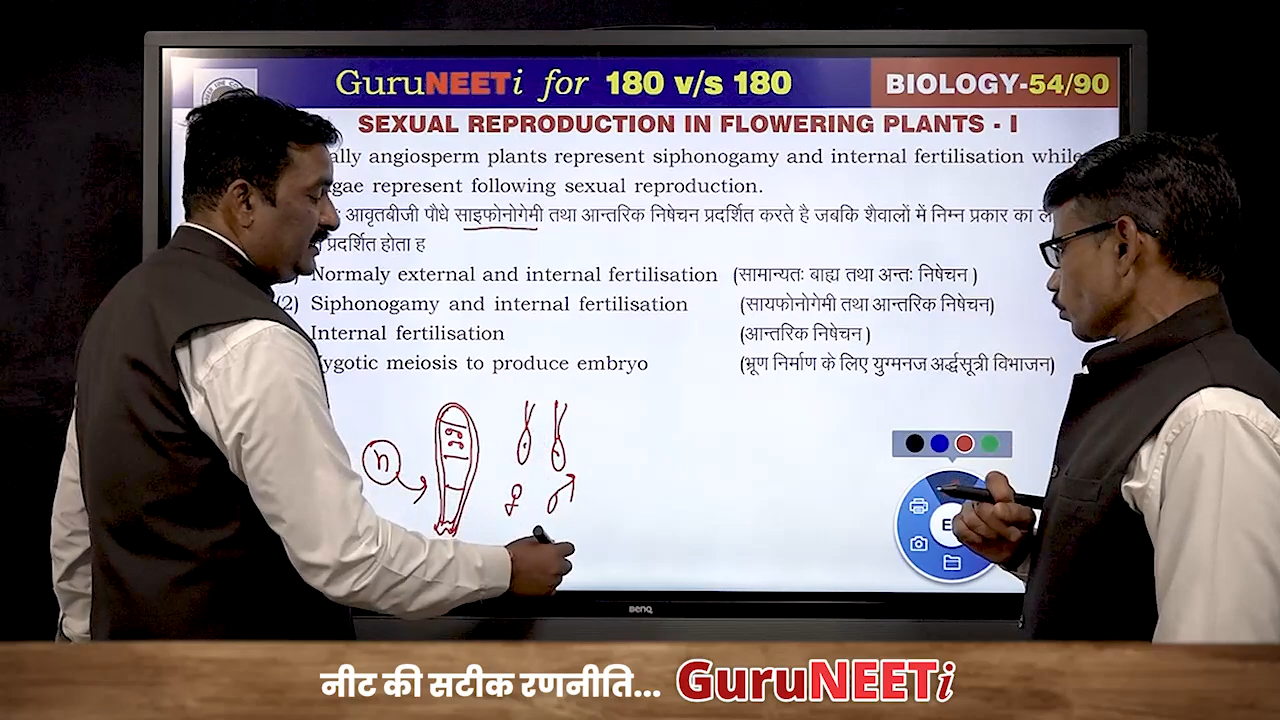 GuruNEETi for 180 v/s 180
BIOLOGY-54/90
SEXUAL REPRODUCTION IN FLOWERING PLANTS - I
ally angiosperm plants represent siphonogamy and internal fertilisation while
gae represent following sexual reproduction.
आवृतबीजी पौधे साइफोनोगेमी तथा आन्तरिक निषेचन प्रदर्शित करते है जबकि शैवालों में निम्न प्रकार का
प्रदर्शित होता ह
Normaly external and internal fertilisation (सामान्यतः बाह्य तथा अन्तः निषेचन )
/2) Siphonogamy and internal fertilisation (सायफोनोगेमी तथा आन्तरिक निषेचन)
Internal fertilisation (आन्तरिक निषेचन )
ygotic meiosis to produce embryo (भ्रूण निर्माण के लिए युग्मनज अर्द्धसूत्री विभाजन)
n
♀ ♂
E
BenQ
नीट की सटीक रणनीति... GuruNEETi